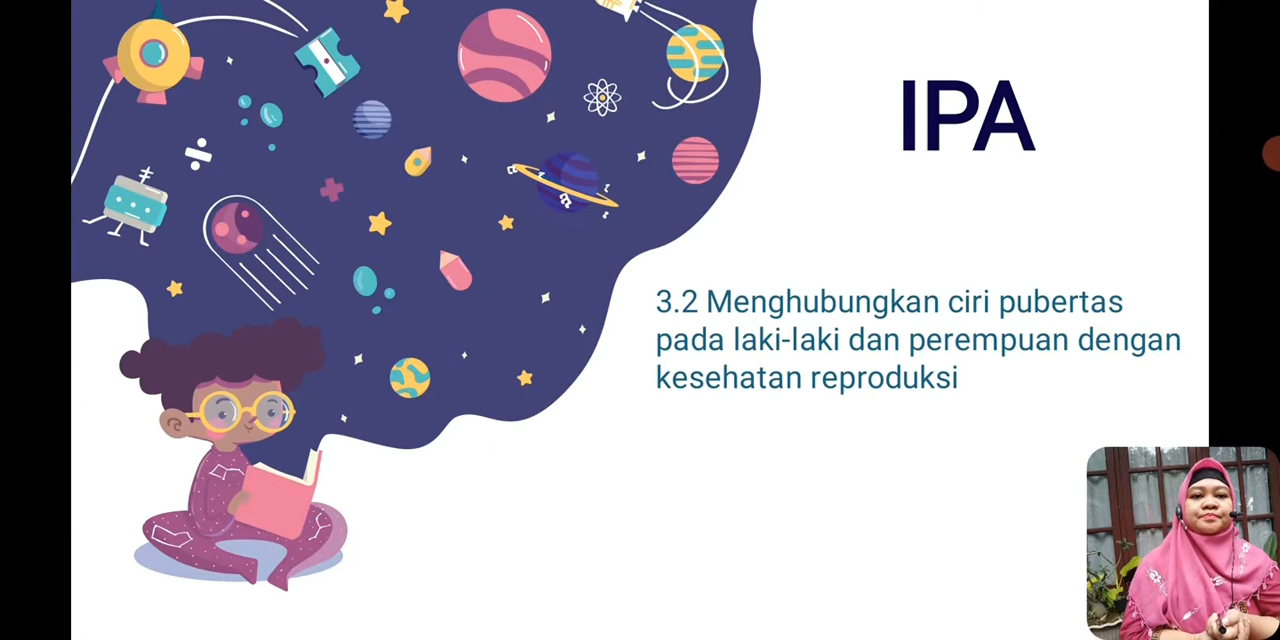 IPA
3.2 Menghubungkan ciri pubertas
pada laki-laki dan perempuan dengan
kesehatan reproduksi